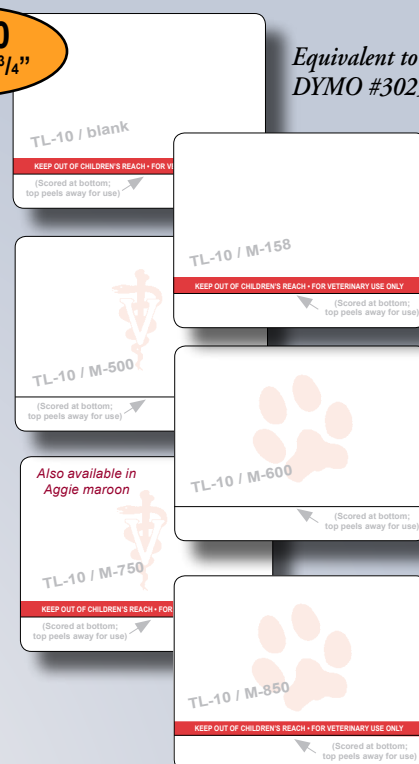 0
3/4”
Equivalent to
DYMO #302
TL-10 / blank
KEEP OUT OF CHILDREN'S REACH • FOR
(Scored at bottom;
top peels away for use)
TL-10 / M-158
KEEP OUT OF CHILDREN'S REACH • FOR VETERINARY USE ONLY
(Scored at bottom;
top peels away for use)
TL-10 / M-500
(Scored at bottom;
top peels away for use)
TL-10 / M-600
(Scored at bottom;
top peels away for use)
Also available in
Aggie maroon
TL-10 / M-750
KEEP OUT OF CHILDREN'S REACH • FOR
(Scored at bottom;
top peels away for use)
TL-10 / M-850
KEEP OUT OF CHILDREN'S REACH • FOR VETERINARY USE ONLY
(Scored at bottom;
top peels away for use)